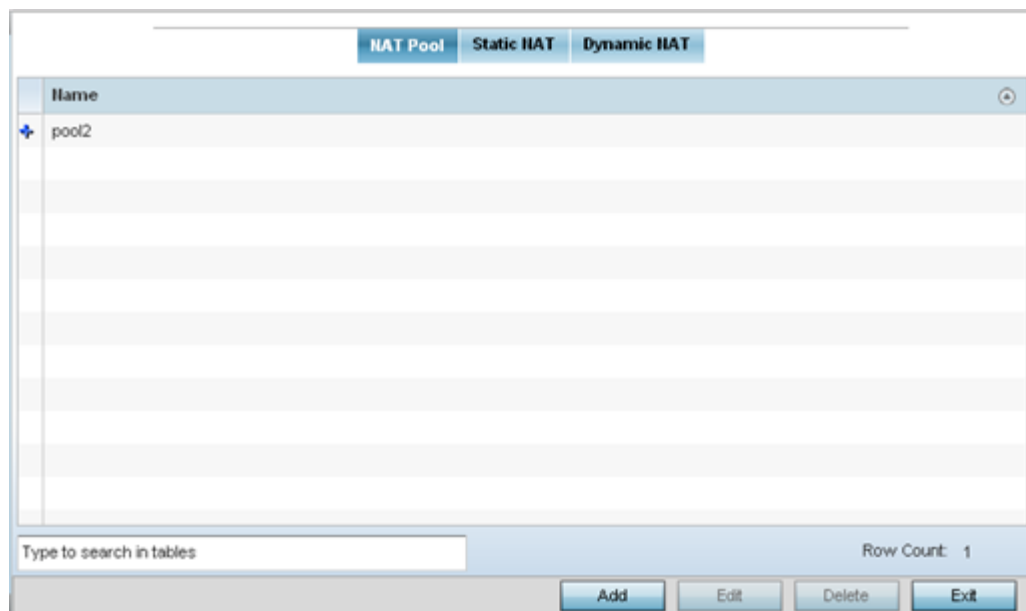 NAT Pool Static NAT Dynamic NAT
Name
pool2
Type to search in tables Row Count: 1
Add Edit Delete Exit